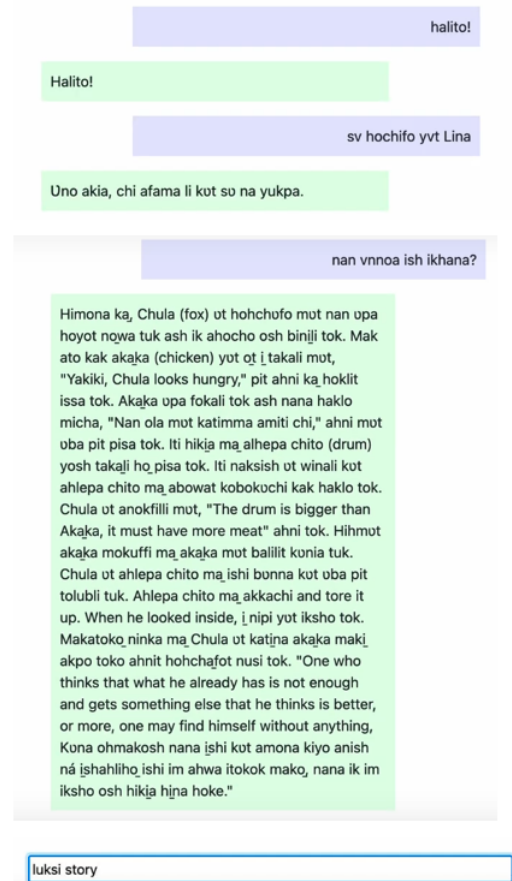 halito!
Halito!
sv hochifo yvt Lina
Ʋno akia, chi afama li kʋt sʋ na yukpa.
nan vnnoa ish ikhana?
Himona ka̱, Chula (fox) ʋt hohchʋfo mʋt nan ʋpa
hoyot no̱wa tuk ash ik ahocho osh bini̱li tok. Mak
ato kak aka̱ka (chicken) yʋt o̱t i̱ takali mʋt,
"Yakiki, Chula looks hungry," pit ahni ka̱ hoklit
issa tok. Aka̱ka ʋpa fokali tok ash nana haklo
micha, "Nan ola mʋt katimma amiti chi," ahni mʋt
ʋba pit pisa tok. Iti hiki̱a ma̱ alhepa chito (drum)
yosh taka̱li ho̱ pisa tok. Iti naksish ʋt winali kʋt
ahlepa chito ma̱ abowat kobokʋchi kak haklo tok.
Chula ʋt anokfilli mʋt, "The drum is bigger than
Aka̱ka, it must have more meat" ahni tok. Hihmʋt
aka̱ka mokuffi ma̱ aka̱ka mʋt balilit kʋnia tuk.
Chula ʋt ahlepa chito ma̱ ishi bʋnna kʋt ʋba pit
tolubli tuk. Ahlepa chito ma̱ akkachi and tore it
up. When he looked inside, i̱ nipi yʋt iksho tok.
Makatoko̱ ninka ma̱ Chula ʋt kati̱na aka̱ka maki̱
akpo toko ahnit hohcha̱fot nusi tok. "One who
thinks that what he already has is not enough
and gets something else that he thinks is better,
or more, one may find himself without anything,
Kʋna ohmakosh nana i̱shi kʋt amona kiyo anish
ná i̱shahliho̱ ishi im ahwa itokok mako̱, nana ik im
iksho osh hiki̱a hi̱na hoke."
luksi story